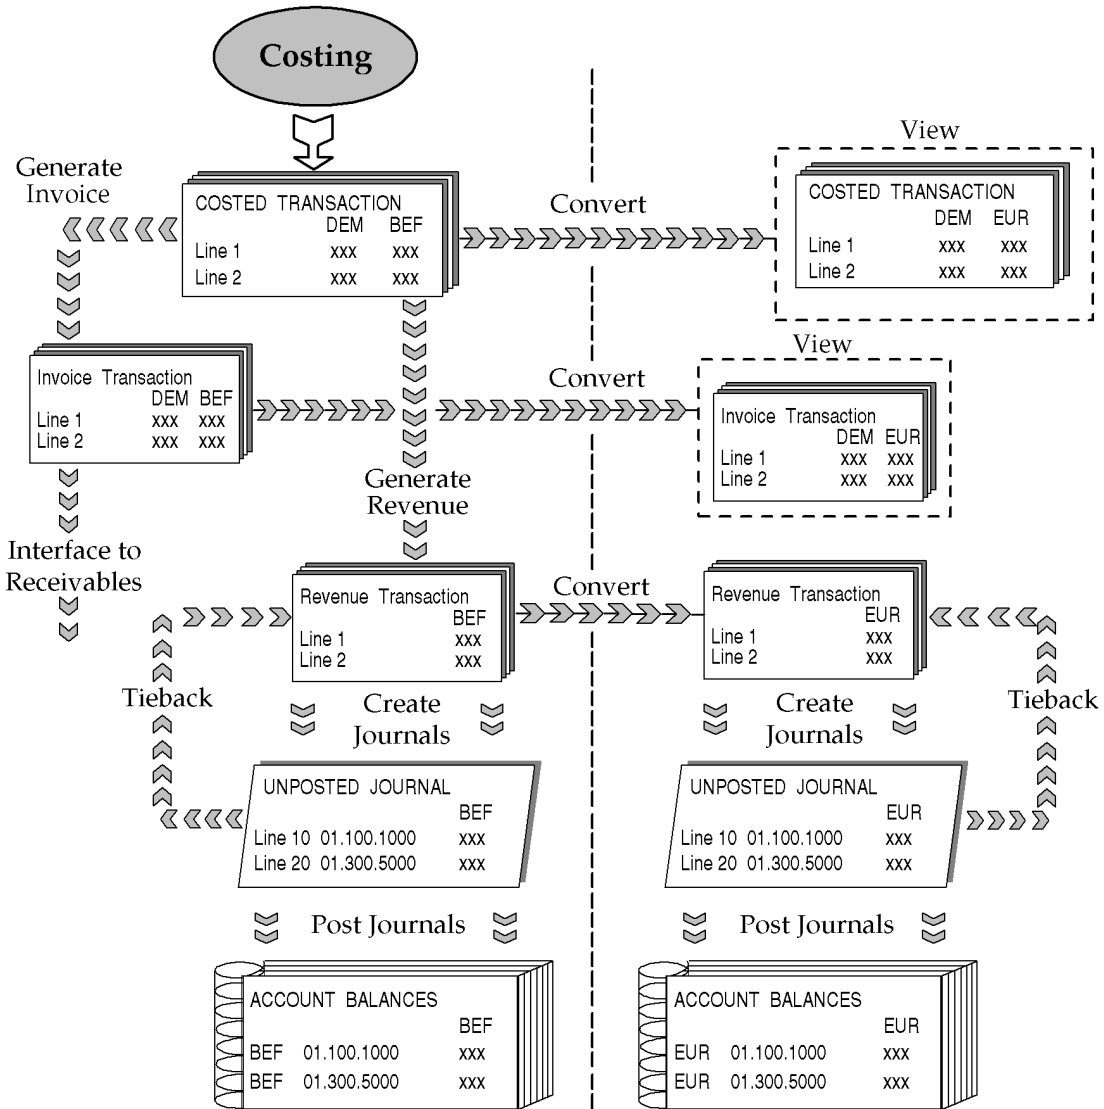 Costing
Generate
Invoice
COSTED TRANSACTION
DEM BEF
Line 1 xxx xxx
Line 2 xxx xxx
Convert
View
COSTED TRANSACTION
DEM EUR
Line 1 xxx xxx
Line 2 xxx xxx
Invoice Transaction
DEM BEF
Line 1 xxx xxx
Line 2 xxx xxx
Convert
View
Invoice Transaction
DEM EUR
Line 1 xxx xxx
Line 2 xxx xxx
Generate
Revenue
Interface to
Receivables
Revenue Transaction
BEF
Line 1 xxx
Line 2 xxx
Convert
Revenue Transaction
EUR
Line 1 xxx
Line 2 xxx
Tieback
Create
Journals
Create
Journals
Tieback
UNPOSTED JOURNAL
BEF
Line 10 01.100.1000 xxx
Line 20 01.300.5000 xxx
UNPOSTED JOURNAL
EUR
Line 10 01.100.1000 xxx
Line 20 01.300.5000 xxx
Post Journals
Post Journals
ACCOUNT BALANCES
BEF
BEF 01.100.1000 xxx
BEF 01.300.5000 xxx
ACCOUNT BALANCES
EUR
EUR 01.100.1000 xxx
EUR 01.300.5000 xxx